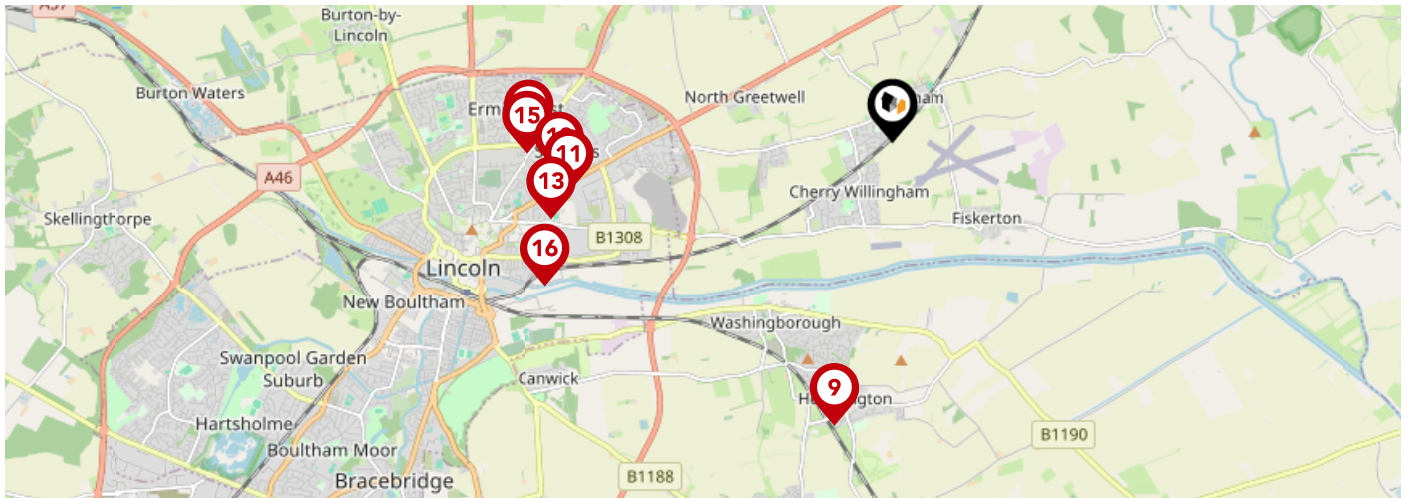 Burton-by-
Lincoln
Burton Waters
North Greetwell
15
11
A46
13
Cherry Willingham
Skellingthorpe
Fiskerton
B1308
16
Lincoln
New Boultham
Washingborough
Swanpool Garden
Suburb
Canwick
9
Hartsholme
B1190
Boultham Moor
B1188
Bracebridge